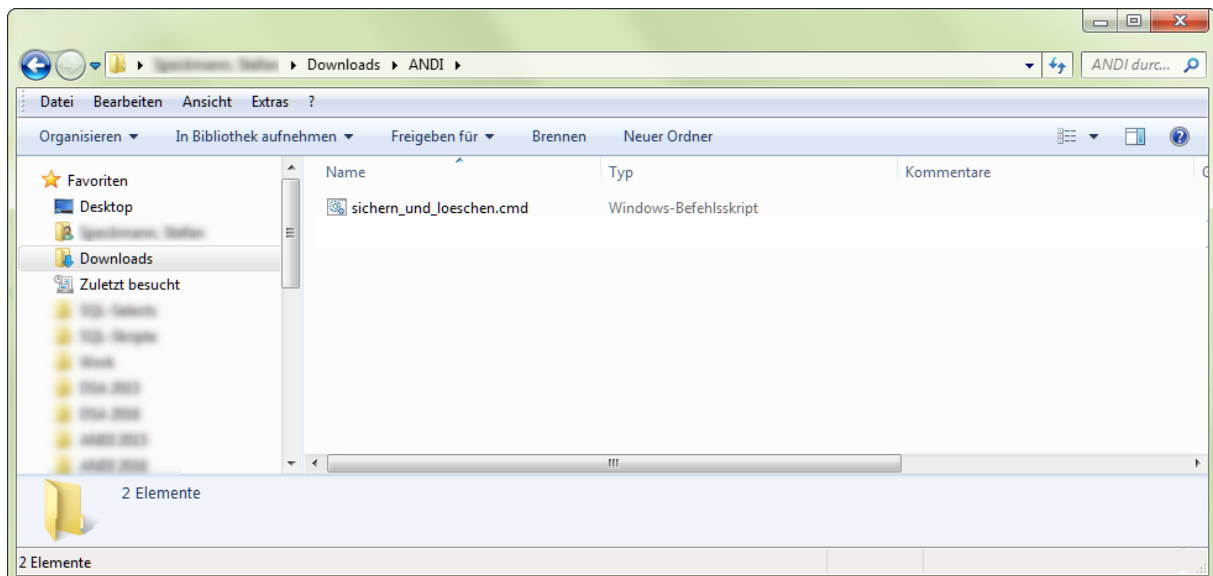 Downloads ANDI
ANDI durc...
Datei Bearbeiten Ansicht Extras ?
Organisieren In Bibliothek aufnehmen Freigeben für Brennen Neuer Ordner
Favoriten
Desktop
Downloads
Zuletzt besucht
Name Typ Kommentare
sichern_und_loeschen.cmd Windows-Befehlsskript
2 Elemente
2 Elemente